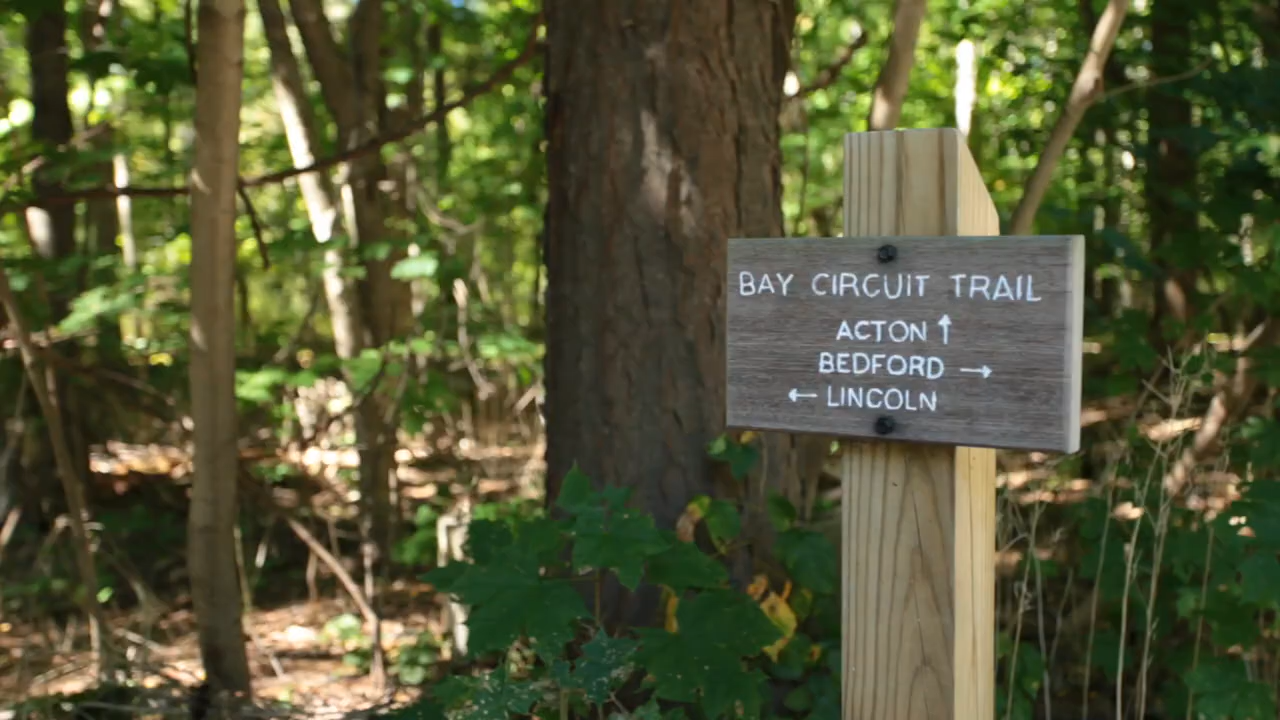 BAY CIRCUIT TRAIL
ACTON ↑
BEDFORD →
← LINCOLN